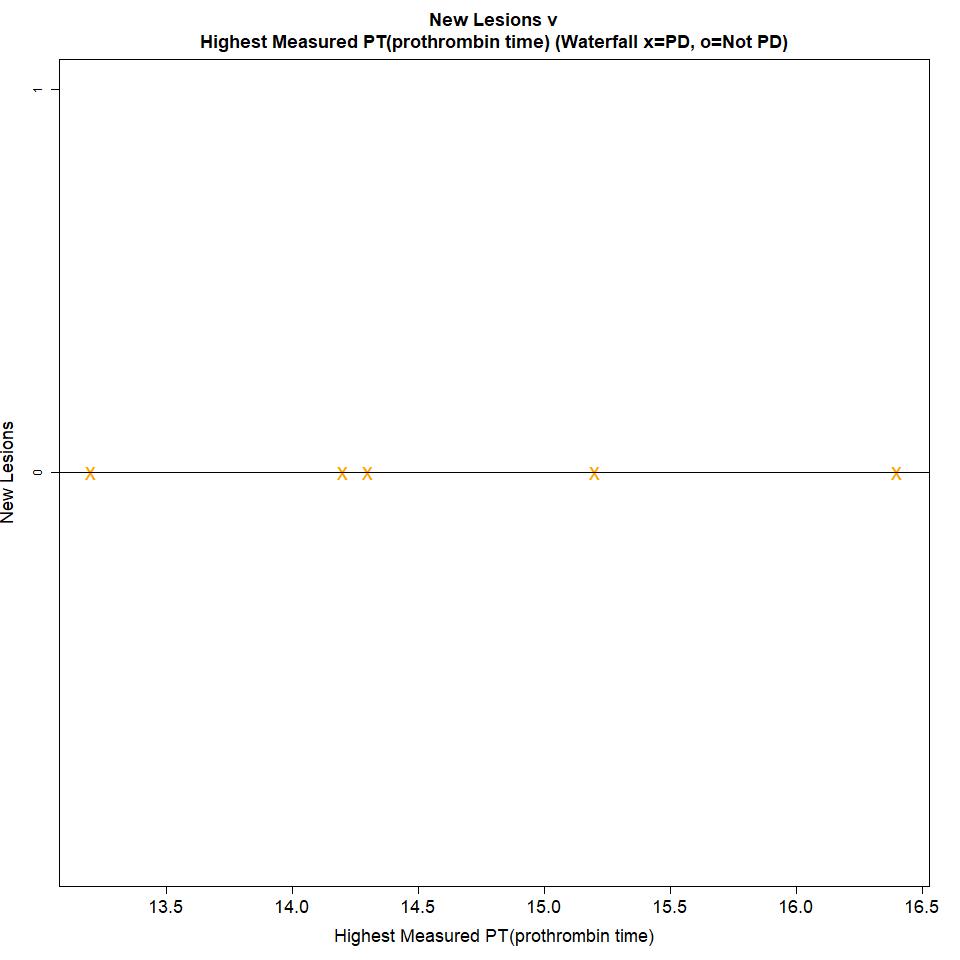 New Lesions v
Highest Measured PT(prothrombin time) (Waterfall x=PD, o=Not PD)
1
New Lesions
0
x x x x x
13.5 14.0 14.5 15.0 15.5 16.0 16.5
Highest Measured PT(prothrombin time)